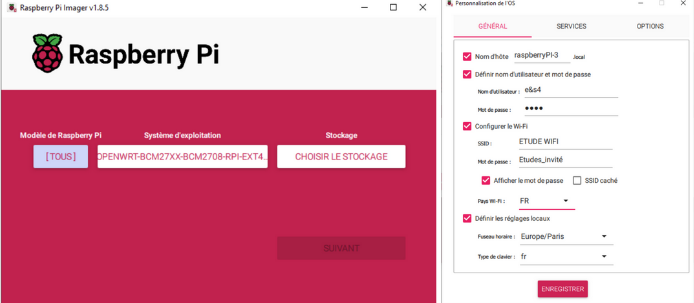 Raspberry Pi Imager v1.8.5
Raspberry Pi
Modèle de Raspberry Pi
Système d'exploitation
Stockage
[TOUS]
OPENWRT-BCM27XX-BCM2708-RPI-EXT4..
CHOISIR LE STOCKAGE
SUIVANT
Personnalisation de l'OS
GÉNÉRAL
SERVICES
OPTIONS
Nom d'hôte raspberryPI-3 .local
Définir nom d'utilisateur et mot de passe
Nom d'utilisateur : e&s4
Mot de passe : ••••
Configurer le Wi-Fi
SSID : ETUDE WIFI
Mot de passe : Etudes_invité
Afficher le mot de passe SSID caché
Pays Wi-Fi : FR
Définir les réglages locaux
Fuseau horaire : Europe/Paris
Type de clavier : fr
ENREGISTRER